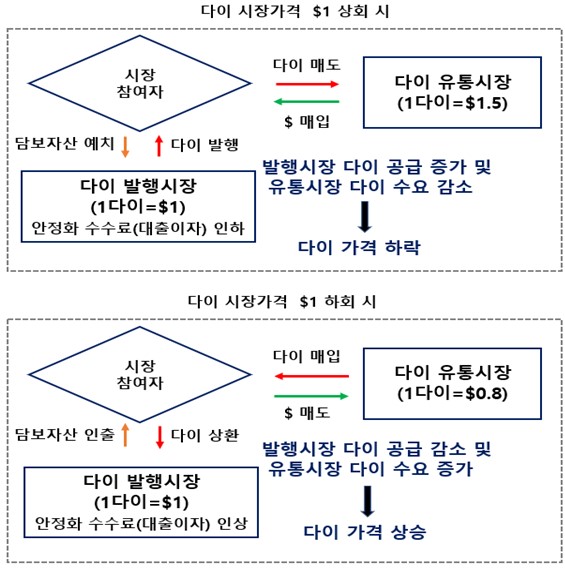 다이 시장가격 $1 상회 시
시장
참여자
다이 매도
$ 매입
다이 유통시장
(1다이=$1.5)
담보자산 예치
다이 발행
다이 발행시장
(1다이=$1)
안정화 수수료(대출이자) 인하
발행시장 다이 공급 증가 및
유통시장 다이 수요 감소
다이 가격 하락
다이 시장가격 $1 하회 시
시장
참여자
다이 매입
$ 매도
다이 유통시장
(1다이=$0.8)
담보자산 인출
다이 상환
다이 발행시장
(1다이=$1)
안정화 수수료(대출이자) 인상
발행시장 다이 공급 감소 및
유통시장 다이 수요 증가
다이 가격 상승